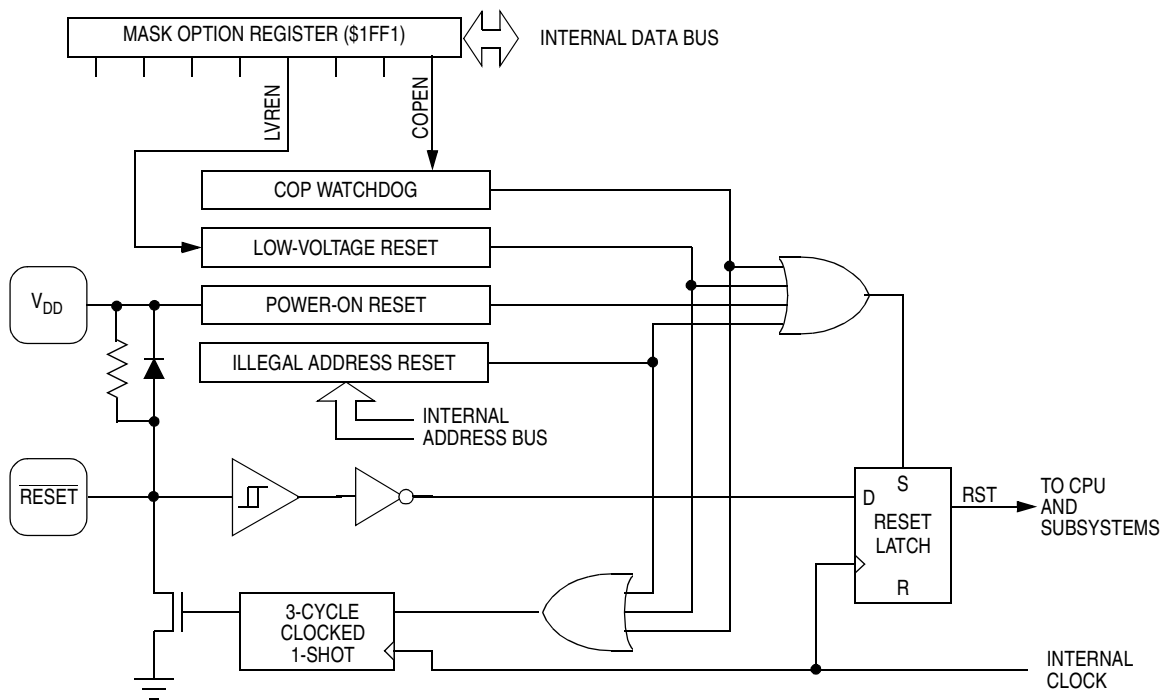 MASK OPTION REGISTER ($1FF1)
INTERNAL DATA BUS
LVREN
COPEN
COP WATCHDOG
LOW-VOLTAGE RESET
VDD
POWER-ON RESET
ILLEGAL ADDRESS RESET
INTERNAL
ADDRESS BUS
RESET
D
S
RESET
LATCH
R
RST
TO CPU
AND
SUBSYSTEMS
3-CYCLE
CLOCKED
1-SHOT
INTERNAL
CLOCK